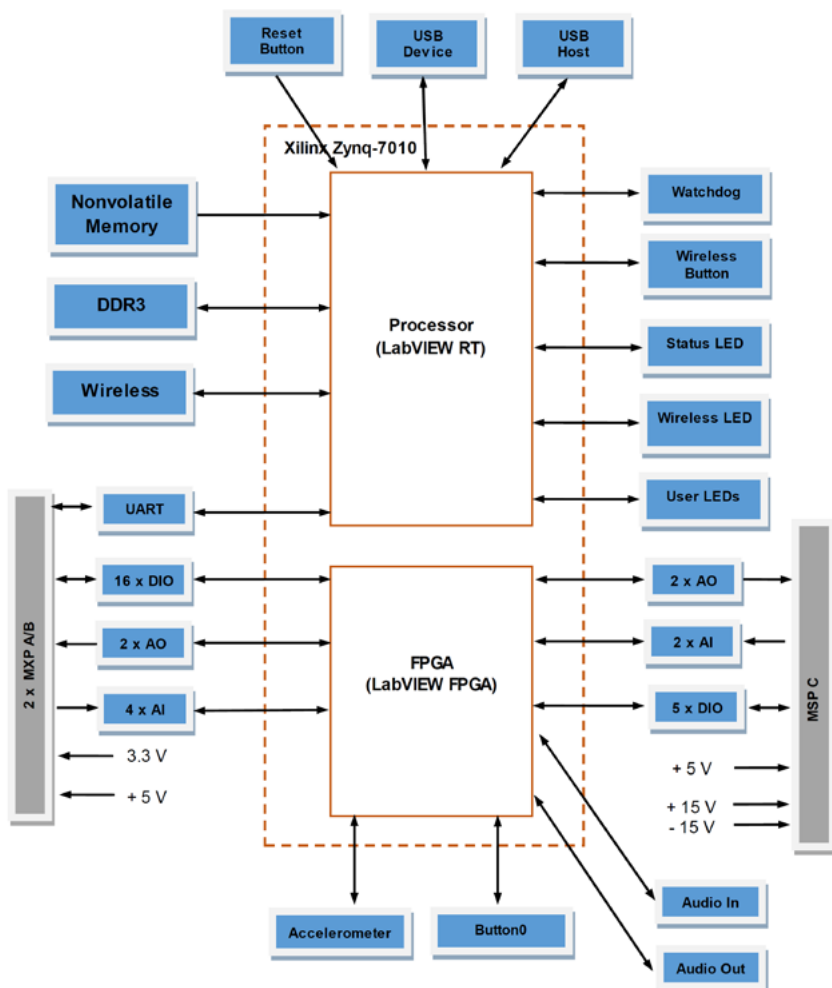 Reset
Button
USB
Device
USB
Host
Xilinx Zynq-7010
Nonvolatile
Memory
DDR3
Wireless
Processor
(LabVIEW RT)
Watchdog
Wireless
Button
Status LED
Wireless LED
User LEDs
2 x MXP A/B
UART
16 x DIO
2 x AO
4 x AI
3.3 V
+ 5 V
FPGA
(LabVIEW FPGA)
2 x AO
2 x AI
5 x DIO
MSP C
+ 5 V
+ 15 V
- 15 V
Accelerometer
Button0
Audio In
Audio Out